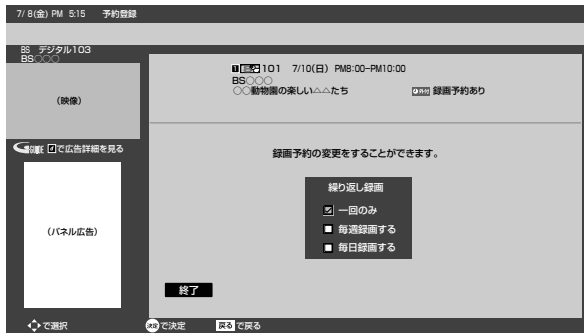 7/ 8(金) PM 5:15 予約登録
BS デジタル103
BS○○○
(映像)
101 7/10(日) PM8:00-PM10:00
BS○○○
○○動物園の楽しい△△たち 録画予約あり
GUIDE dで広告詳細を見る
録画予約の変更をすることができます。
繰り返し録画
一回のみ
毎週録画する
毎日録画する
(パネル広告)
終了
で選択 決定で決定 戻るで戻る